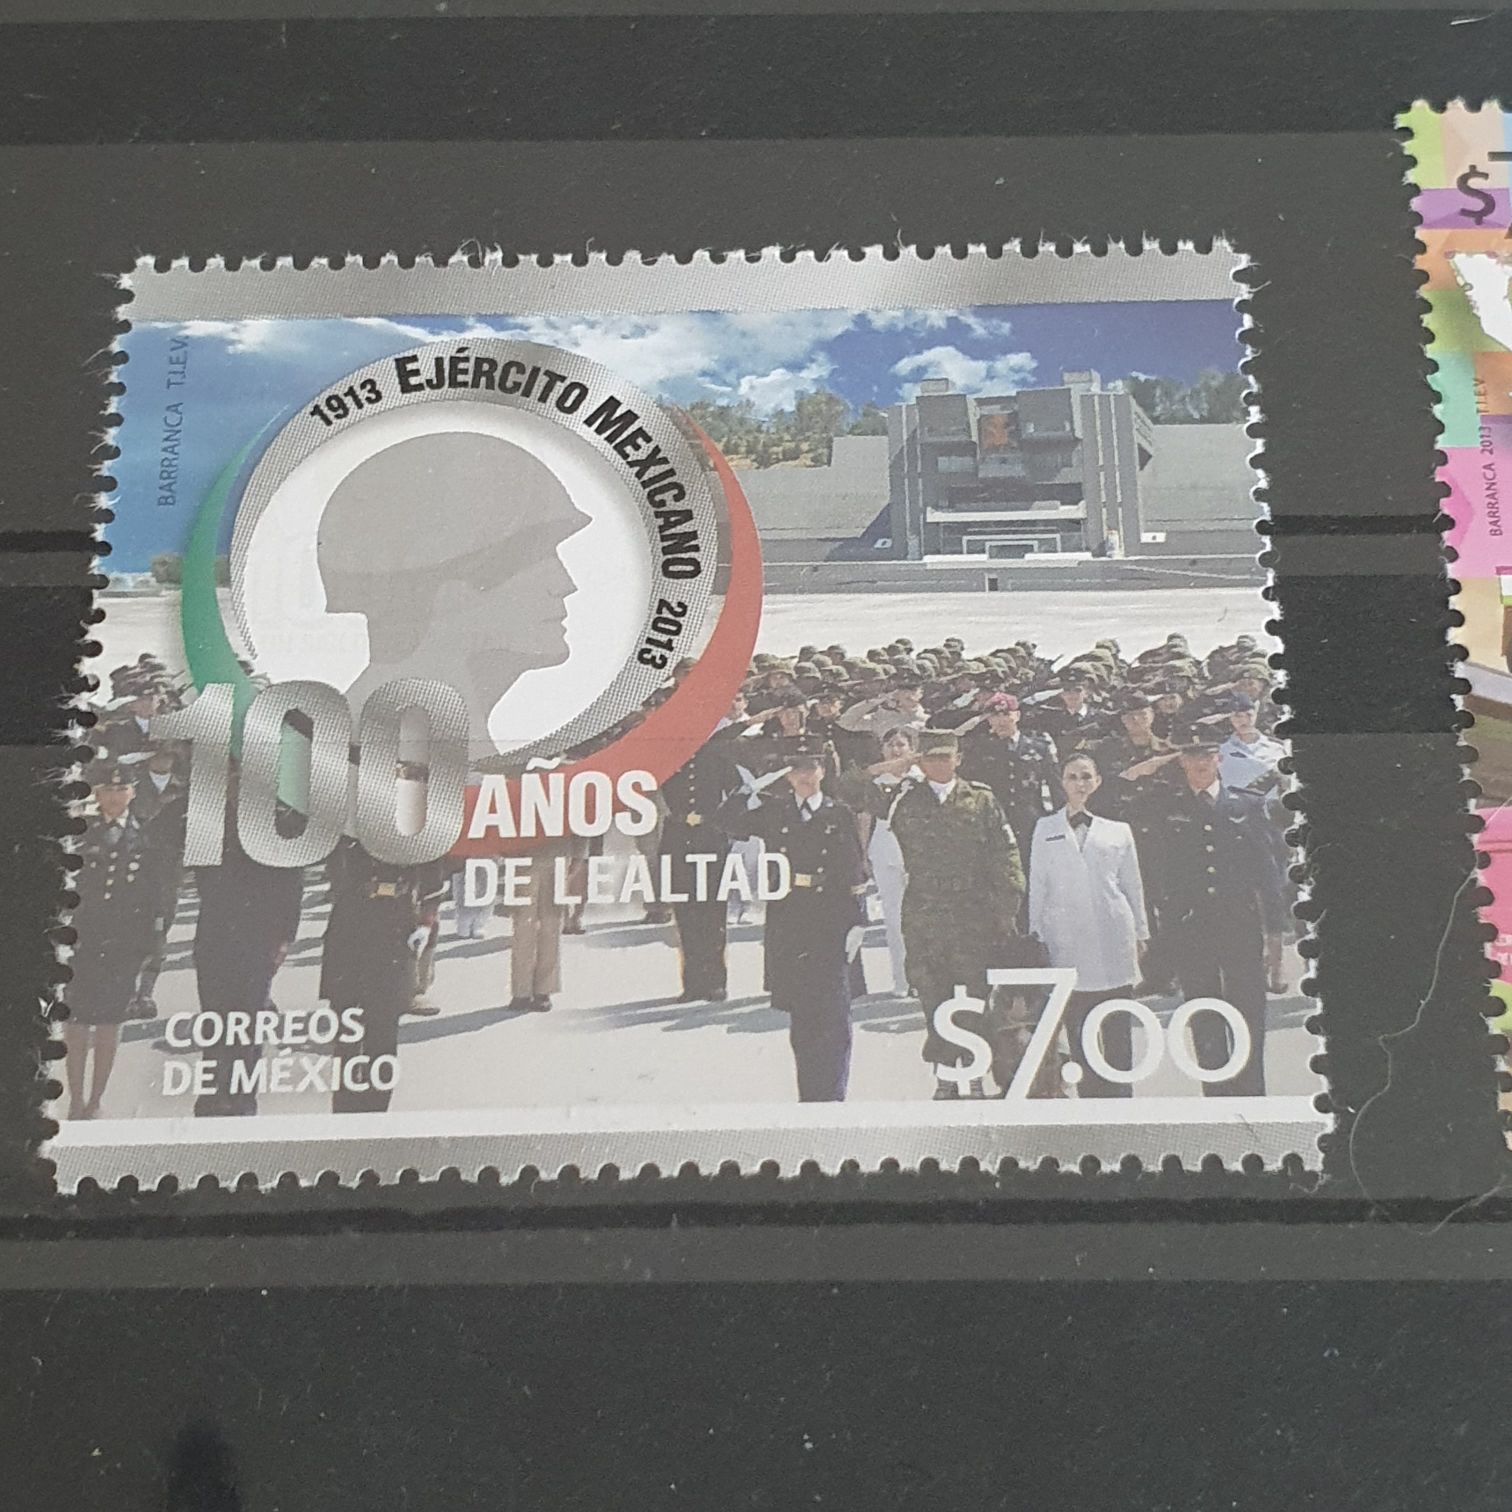 BARRANCA T.I.E.V.
1913 EJÉRCITO MEXICANO 2013
100 AÑOS
DE LEALTAD
CORREOS
DE MÉXICO
$7.00
$
BARRANCA 2013 T.I.E.V.